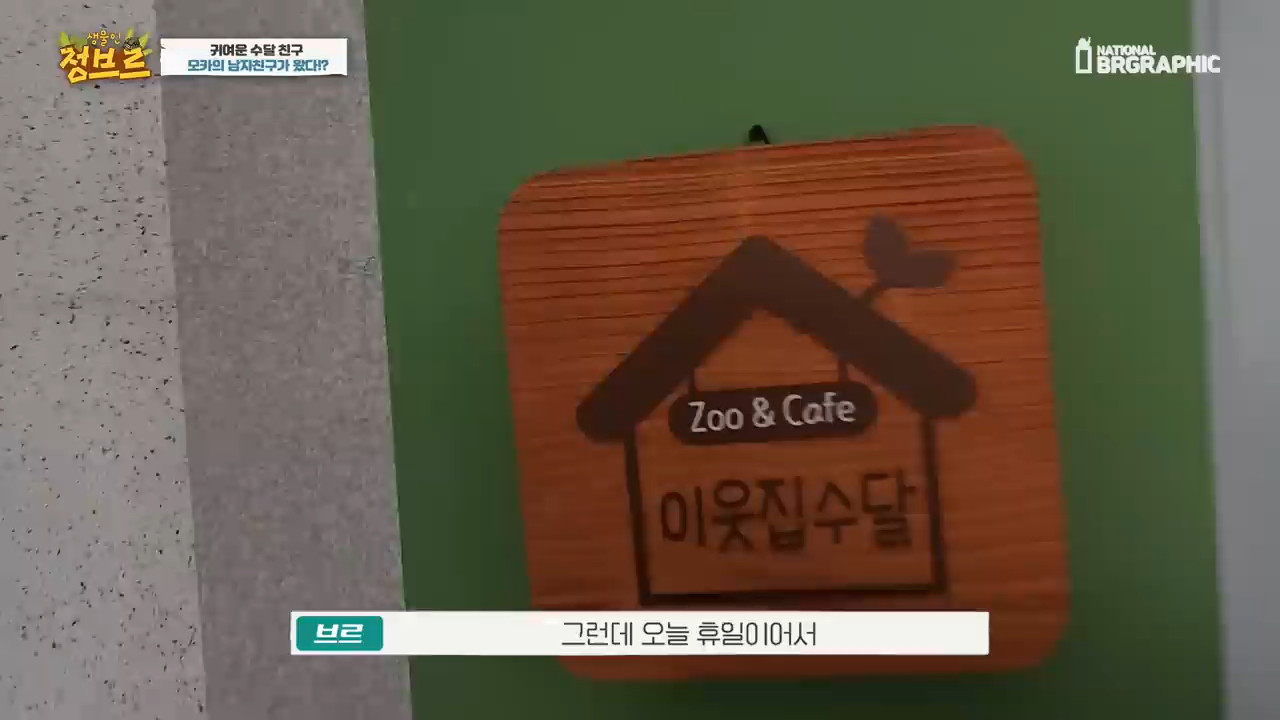 생물인
정브르
귀여운 수달 친구
모카의 남자친구가 왔다!?
NATIONAL
BRGRAPHIC
Zoo & Cafe
이웃집수달
브르
그런데 오늘 휴일이어서